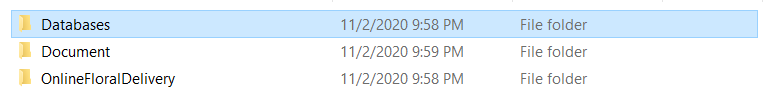 Databases 11/2/2020 9:58 PM File folder
Document 11/2/2020 9:59 PM File folder
OnlineFloralDelivery 11/2/2020 9:58 PM File folder